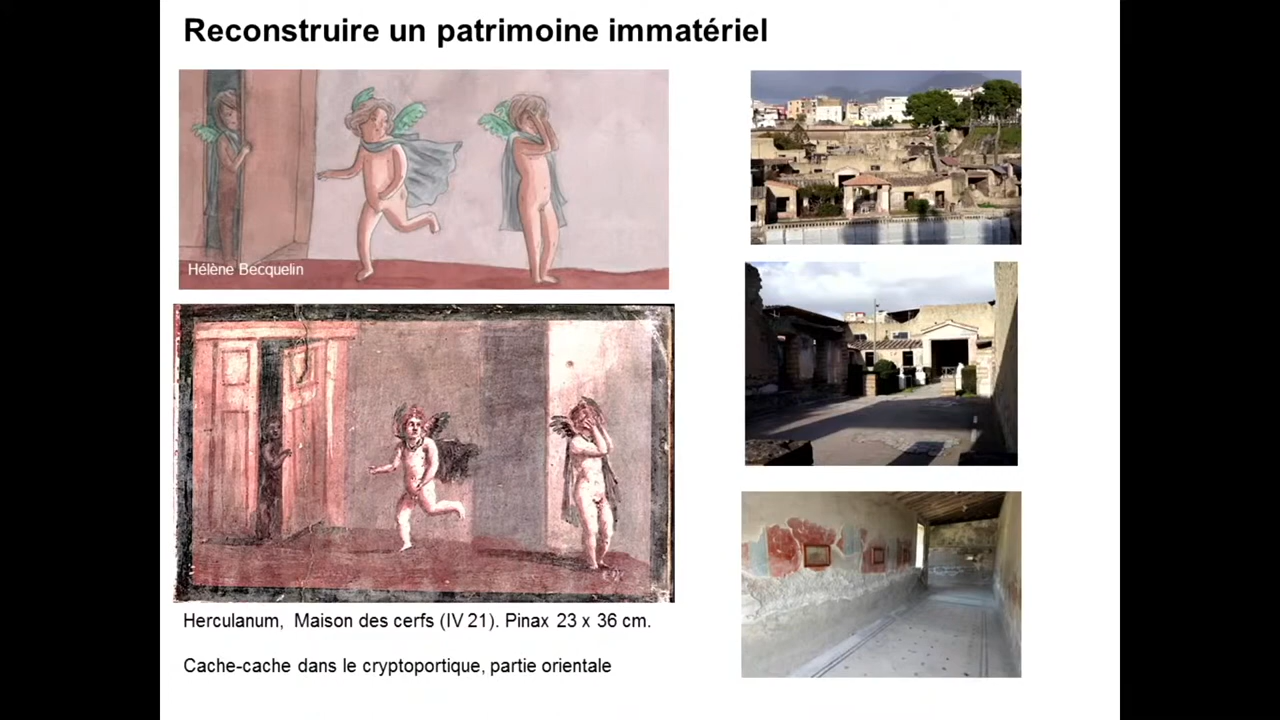 Reconstruire un patrimoine immatériel
Hélène Becquelin
Herculanum, Maison des cerfs (IV 21). Pinax 23 x 36 cm.
Cache-cache dans le cryptoportique, partie orientale